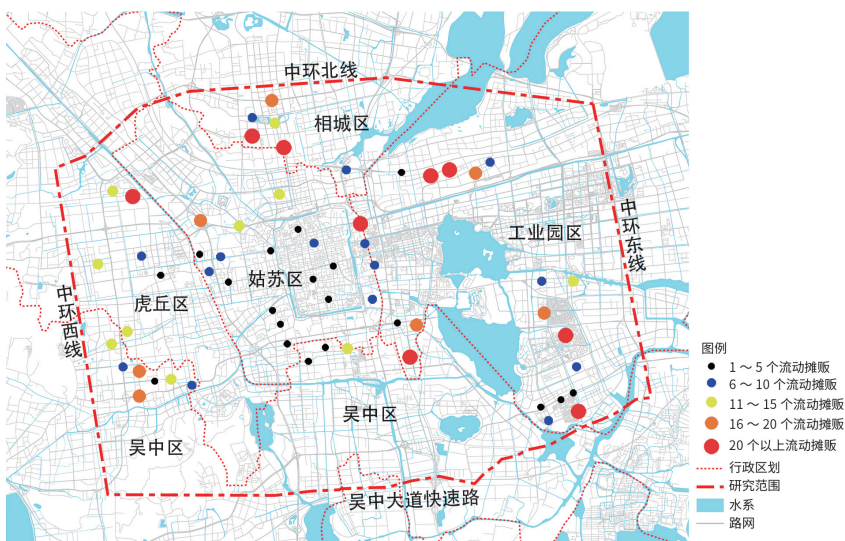 中环北线
相城区
工业园区
中环东线
姑苏区
虎丘区
中环西线
吴中区
吴中区
吴中大道快速路
图例
1～5 个流动摊贩
6～10 个流动摊贩
11～15 个流动摊贩
16～20 个流动摊贩
20 个以上流动摊贩
行政区划
研究范围
水系
路网